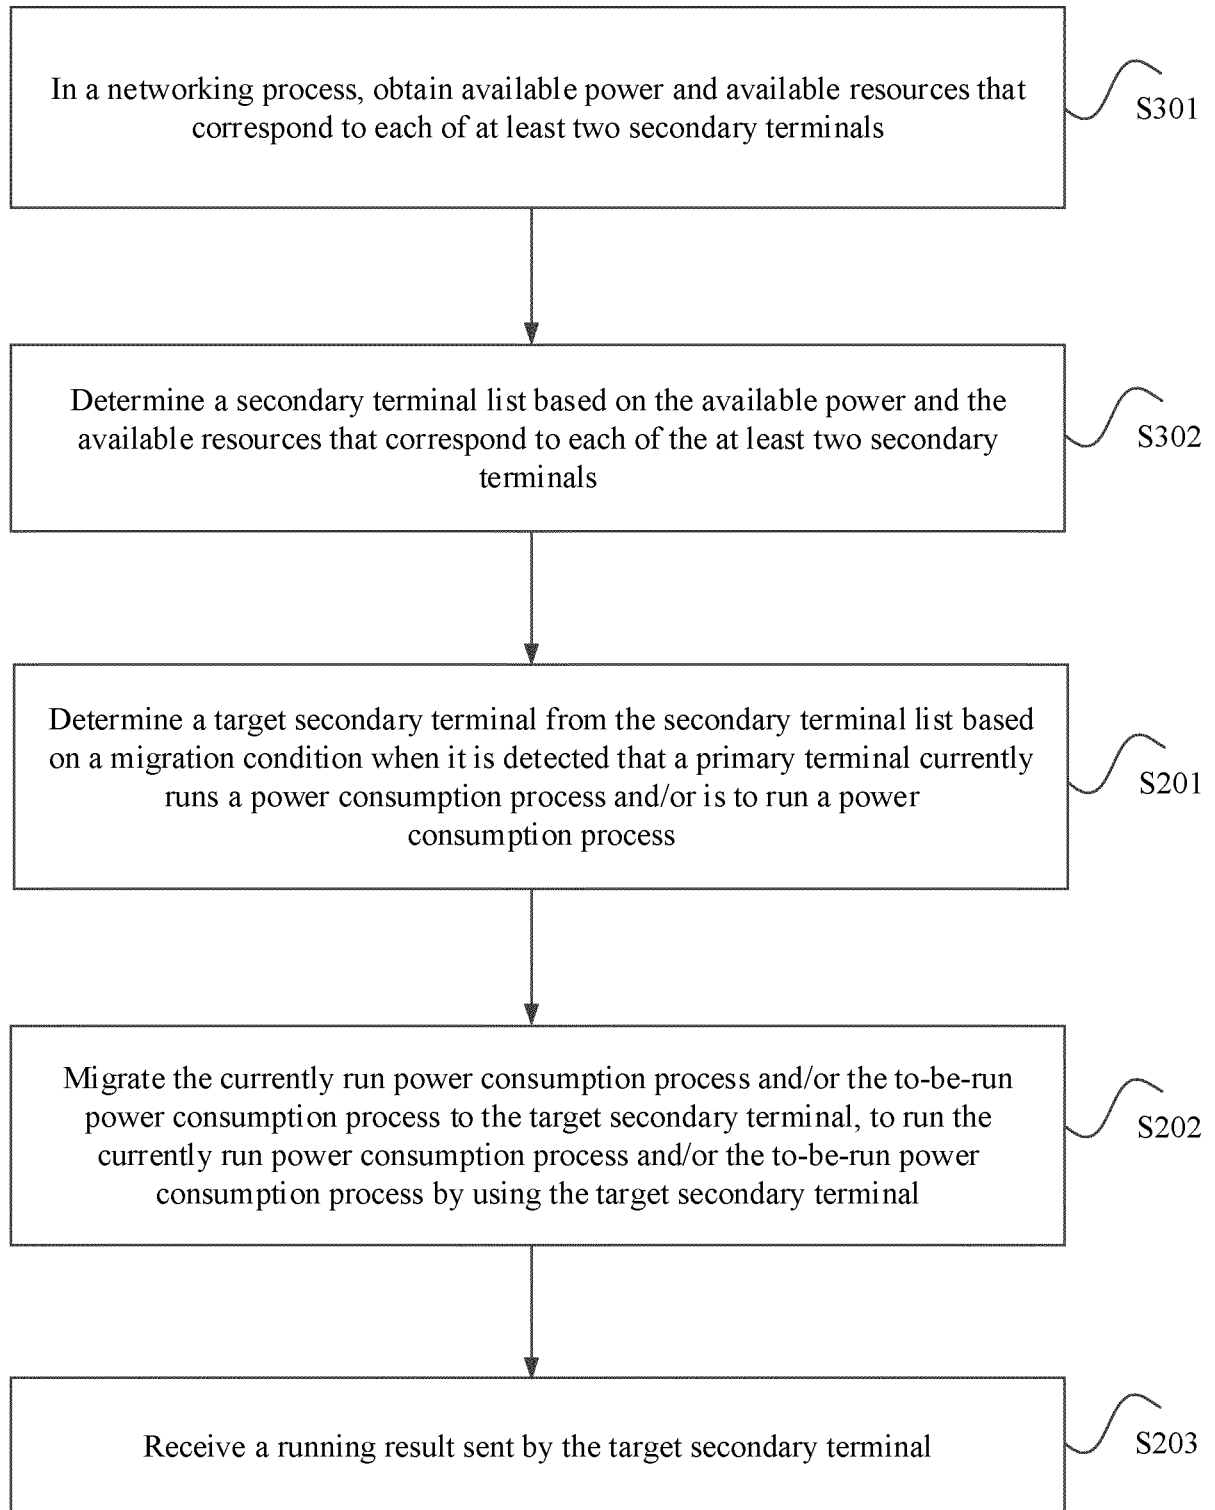 In a networking process, obtain available power and available resources that
correspond to each of at least two secondary terminals
S301
Determine a secondary terminal list based on the available power and the
available resources that correspond to each of the at least two secondary
terminals
S302
Determine a target secondary terminal from the secondary terminal list based
on a migration condition when it is detected that a primary terminal currently
runs a power consumption process and/or is to run a power
consumption process
S201
Migrate the currently run power consumption process and/or the to-be-run
power consumption process to the target secondary terminal, to run the
currently run power consumption process and/or the to-be-run power
consumption process by using the target secondary terminal
S202
Receive a running result sent by the target secondary terminal
S203